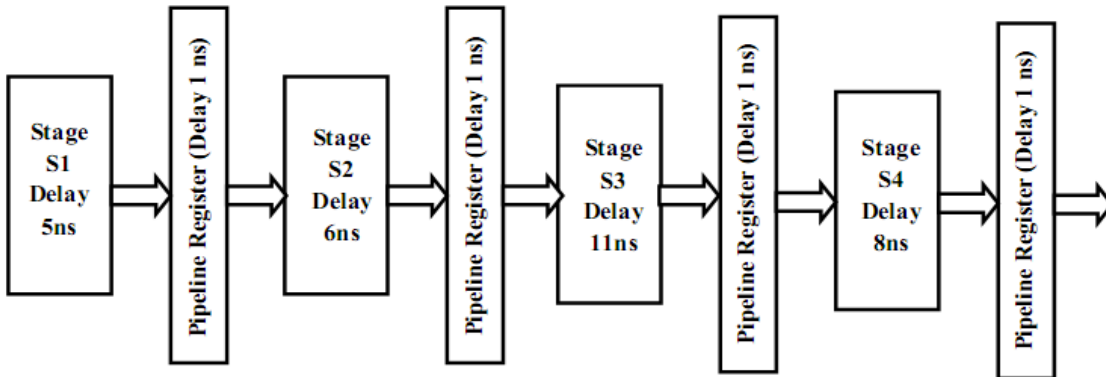 Stage
S1
Delay
5ns
Pipeline Register (Delay 1 ns)
Stage
S2
Delay
6ns
Pipeline Register (Delay 1 ns)
Stage
S3
Delay
11ns
Pipeline Register (Delay 1 ns)
Stage
S4
Delay
8ns
Pipeline Register (Delay 1 ns)